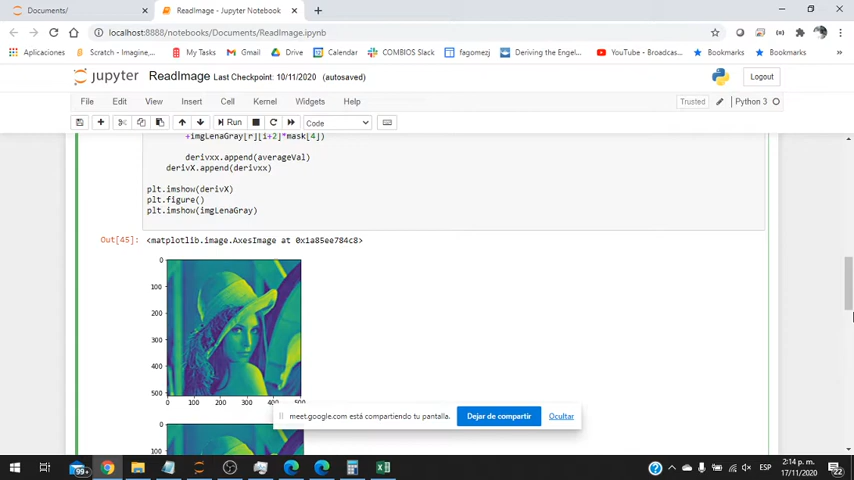 Documents/
ReadImage - Jupyter Notebook
localhost:8888/notebooks/Documents/ReadImage.ipynb
Aplicaciones
Scratch - Imagine,...
My Tasks
Gmail
Drive
Calendar
COMBIOS Slack
fagomezj
Deriving the Engel...
YouTube - Broadcas...
Bookmarks
Bookmarks
jupyter ReadImage Last Checkpoint: 10/11/2020 (autosaved)
Logout
File Edit View Insert Cell Kernel Widgets Help
Trusted
Python 3
Run
Code
+imgLenaGray[r][i+2]*mask[4])
derivxx.append(averageVal)
derivX.append(derivxx)
plt.imshow(derivX)
plt.figure()
plt.imshow(imgLenaGray)
Out[45]: <matplotlib.image.AxesImage at 0x1a85ee784c8>
0
100
200
300
400
500
0 100 200 300 400 500
meet.google.com está compartiendo tu pantalla.
Dejar de compartir
Ocultar
0
100
99+
ESP
2:14 p. m.
17/11/2020
22